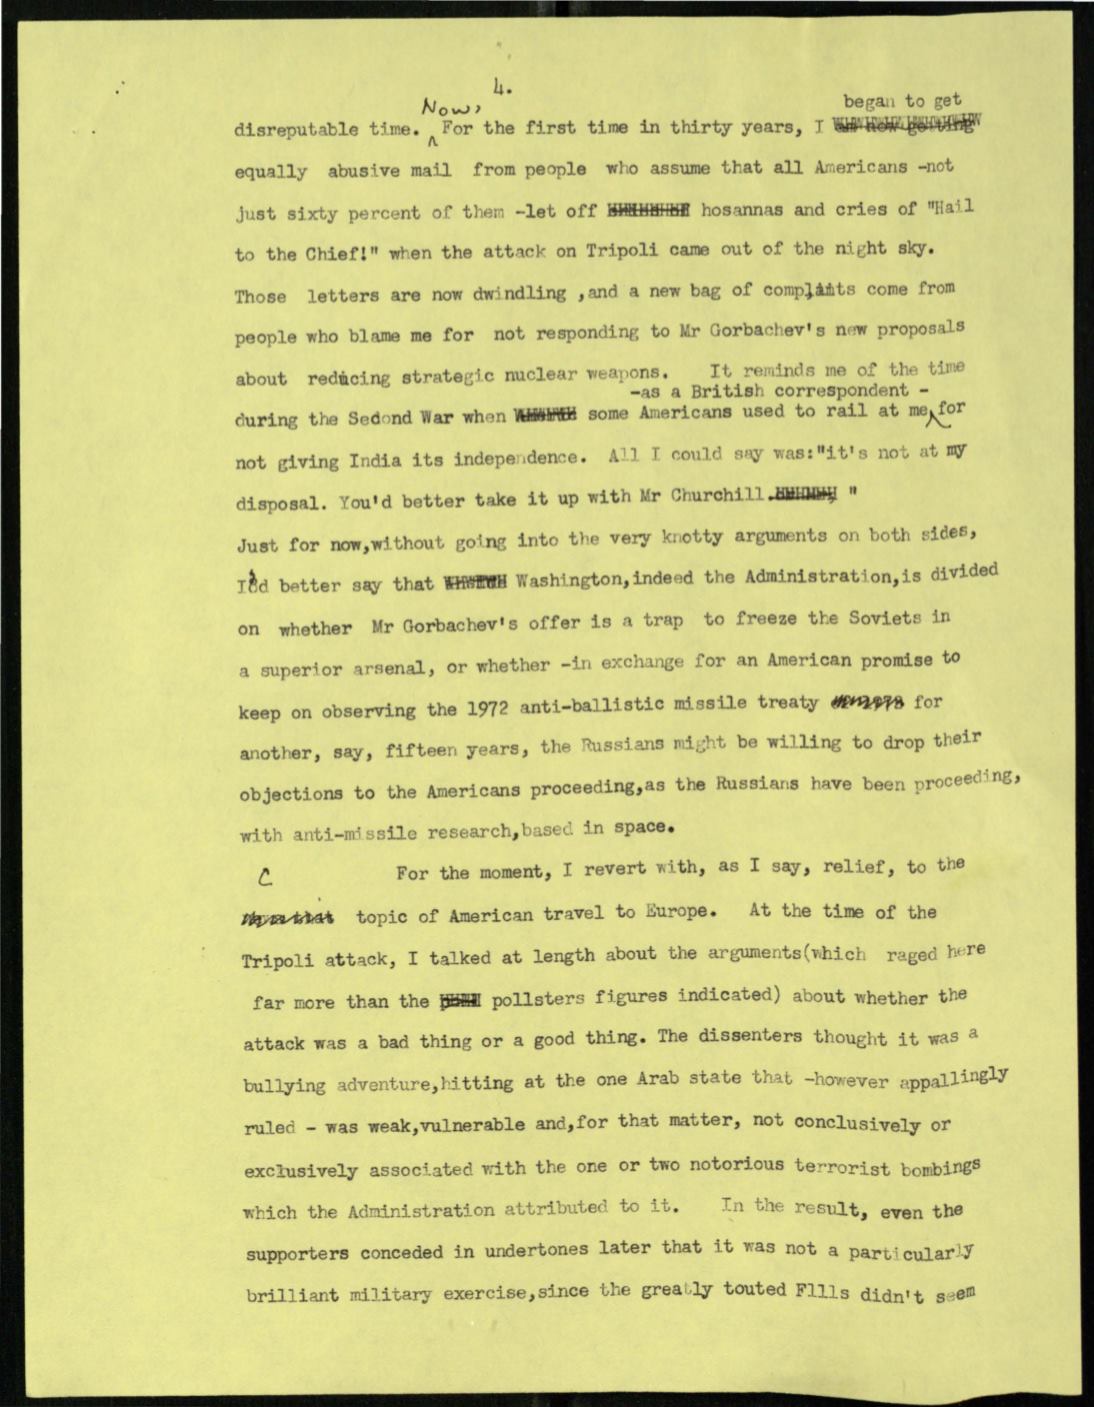 4.
Now,
began to get
disreputable time. For the first time in thirty years, I am now getting
equally abusive mail from people who assume that all Americans -not
just sixty percent of them -let off hosannas and cries of "Hail
to the Chief!" when the attack on Tripoli came out of the night sky.
Those letters are now dwindling ,and a new bag of complaints come from
people who blame me for not responding to Mr Gorbachev's new proposals
about reducing strategic nuclear weapons. It reminds me of the time
-as a British correspondent -
during the Second War when some Americans used to rail at me for
not giving India its independence. All I could say was:"it's not at my
disposal. You'd better take it up with Mr Churchill. "
Just for now,without going into the very knotty arguments on both sides,
I'd better say that Washington,indeed the Administration,is divided
on whether Mr Gorbachev's offer is a trap to freeze the Soviets in
a superior arsenal, or whether -in exchange for an American promise to
keep on observing the 1972 anti-ballistic missile treaty for
another, say, fifteen years, the Russians might be willing to drop their
objections to the Americans proceeding,as the Russians have been proceeding,
with anti-missile research,based in space.
C For the moment, I revert with, as I say, relief, to the
topic of American travel to Europe. At the time of the
Tripoli attack, I talked at length about the arguments(which raged here
far more than the pollsters figures indicated) about whether the
attack was a bad thing or a good thing. The dissenters thought it was a
bullying adventure,hitting at the one Arab state that -however appallingly
ruled - was weak,vulnerable and,for that matter, not conclusively or
exclusively associated with the one or two notorious terrorist bombings
which the Administration attributed to it. In the result, even the
supporters conceded in undertones later that it was not a particularly
brilliant military exercise,since the greatly touted Fllls didn't seem